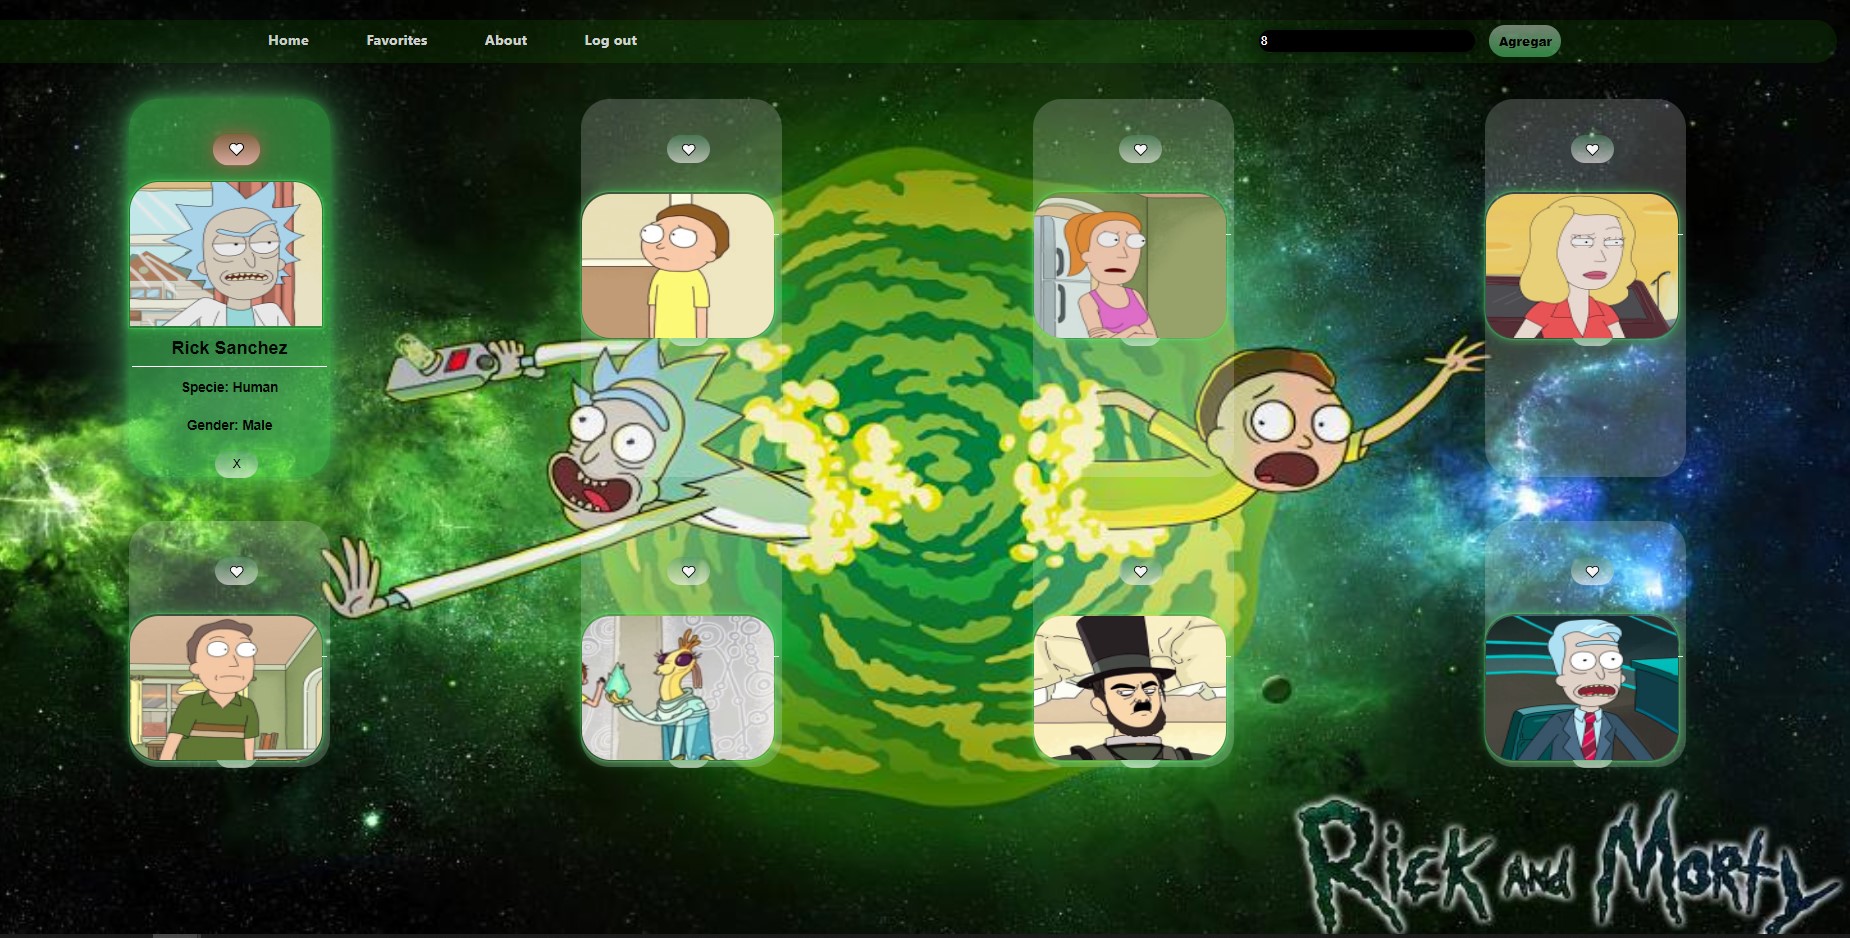 Home
Favorites
About
Log out
8
Agregar
Rick Sanchez
Specie: Human
Gender: Male
X
Rick and Morty